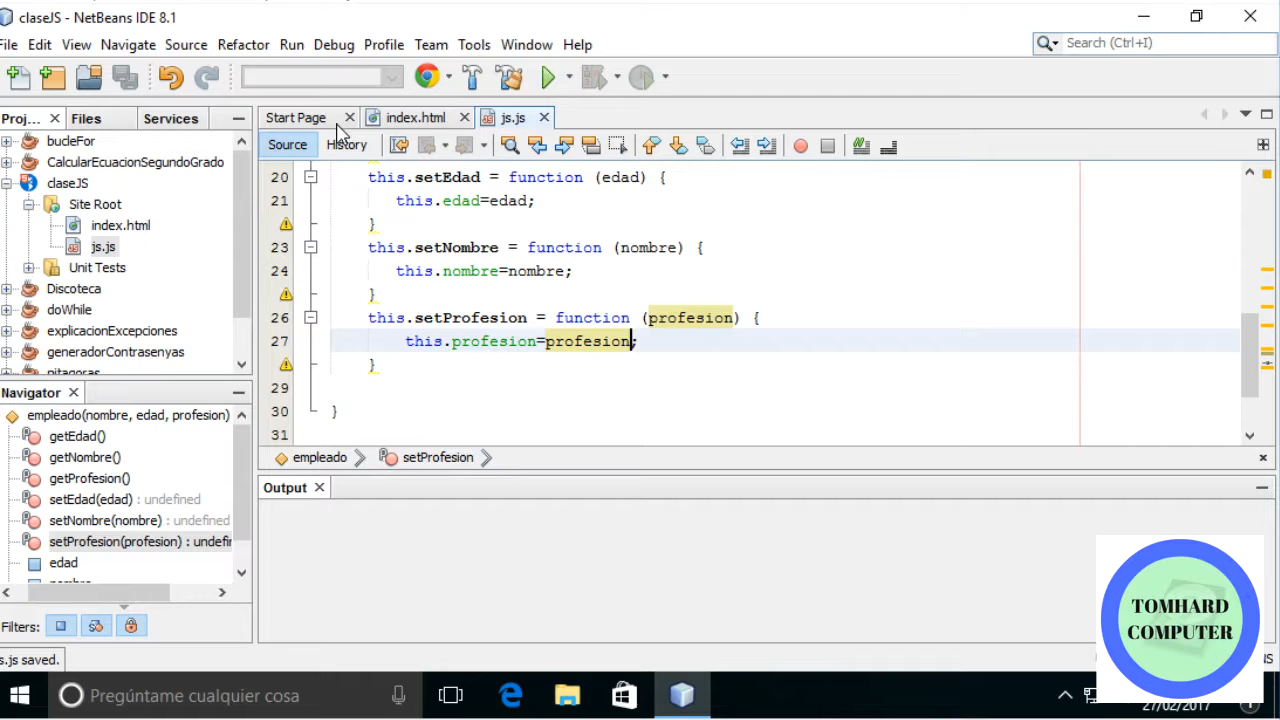 claseJS - NetBeans IDE 8.1
File Edit View Navigate Source Refactor Run Debug Profile Team Tools Window Help
Search (Ctrl+I)
Proj... Files Services
Start Page index.html js.js
Source History
bucleFor
CalcularEcuacionSegundoGrado
claseJS
Site Root
index.html
js.js
Unit Tests
Discoteca
doWhile
explicacionExcepciones
generadorContrasenyas
pitagoras
20 this.setEdad = function (edad) {
21 this.edad=edad;
}
23 this.setNombre = function (nombre) {
24 this.nombre=nombre;
}
26 this.setProfesion = function (profesion) {
27 this.profesion=profesion;
}
29
30 }
31
empleado setProfesion
Navigator
empleado(nombre, edad, profesion)
getEdad()
getNombre()
getProfesion()
setEdad(edad) : undefined
setNombre(nombre) : undefined
setProfesion(profesion) : undefi
edad
nombre
Filters:
Output
s.js saved.
TOMHARD
COMPUTER
NS
Pregúntame cualquier cosa
27/02/2017